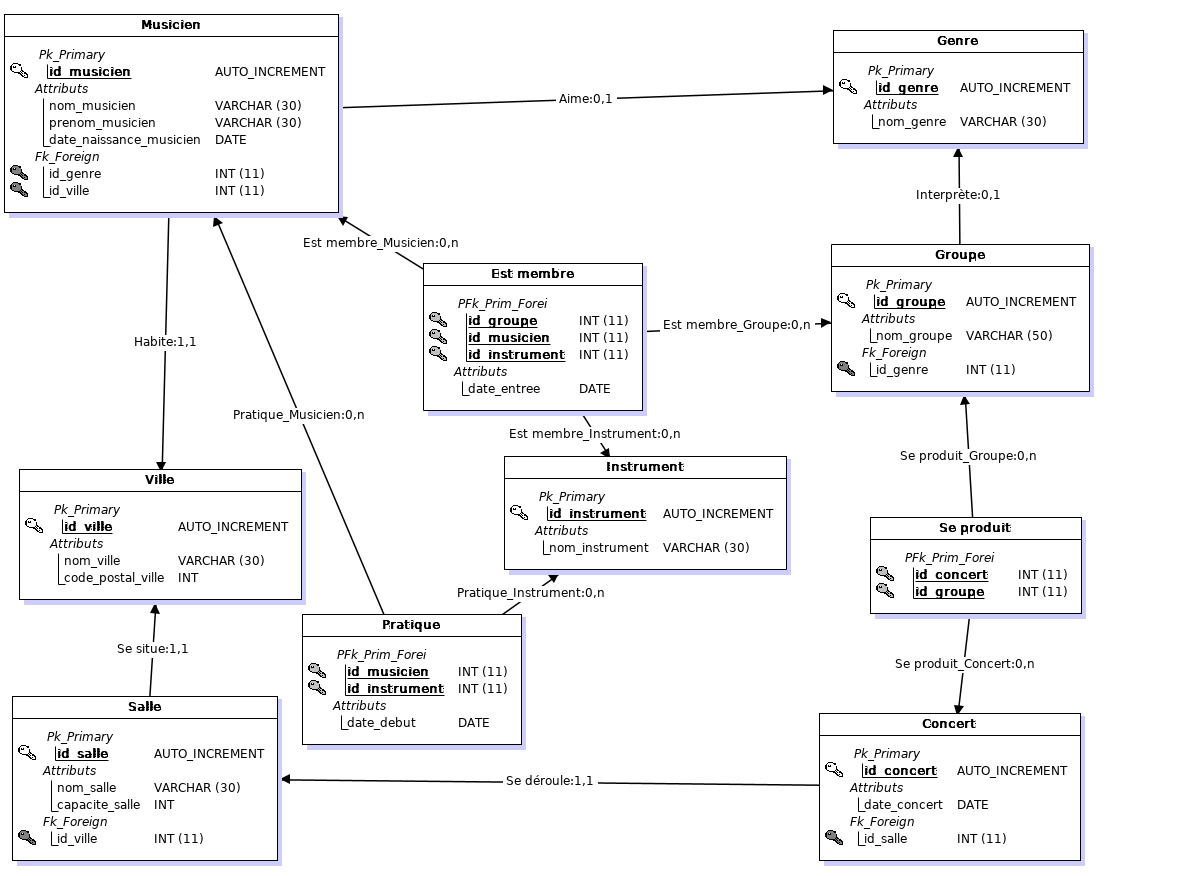 Musicien
Pk_Primary
id_musicien AUTO_INCREMENT
Attributs
nom_musicien VARCHAR (30)
prenom_musicien VARCHAR (30)
date_naissance_musicien DATE
Fk_Foreign
id_genre INT (11)
id_ville INT (11)
Aime:0,1
Genre
Pk_Primary
id_genre AUTO_INCREMENT
Attributs
nom_genre VARCHAR (30)
Interprète:0,1
Est membre_Musicien:0,n
Est membre
PFk_Prim_Forei
id_groupe INT (11)
id_musicien INT (11)
id_instrument INT (11)
Attributs
date_entree DATE
Est membre_Groupe:0,n
Groupe
Pk_Primary
id_groupe AUTO_INCREMENT
Attributs
nom_groupe VARCHAR (50)
Fk_Foreign
id_genre INT (11)
Habite:1,1
Pratique_Musicien:0,n
Est membre_Instrument:0,n
Se produit_Groupe:0,n
Ville
Pk_Primary
id_ville AUTO_INCREMENT
Attributs
nom_ville VARCHAR (30)
code_postal_ville INT
Instrument
Pk_Primary
id_instrument AUTO_INCREMENT
Attributs
nom_instrument VARCHAR (30)
Se produit
PFk_Prim_Forei
id_concert INT (11)
id_groupe INT (11)
Pratique_Instrument:0,n
Se situe:1,1
Pratique
PFk_Prim_Forei
id_musicien INT (11)
id_instrument INT (11)
Attributs
date_debut DATE
Se produit_Concert:0,n
Salle
Pk_Primary
id_salle AUTO_INCREMENT
Attributs
nom_salle VARCHAR (30)
capacite_salle INT
Fk_Foreign
id_ville INT (11)
Se déroule:1,1
Concert
Pk_Primary
id_concert AUTO_INCREMENT
Attributs
date_concert DATE
Fk_Foreign
id_salle INT (11)